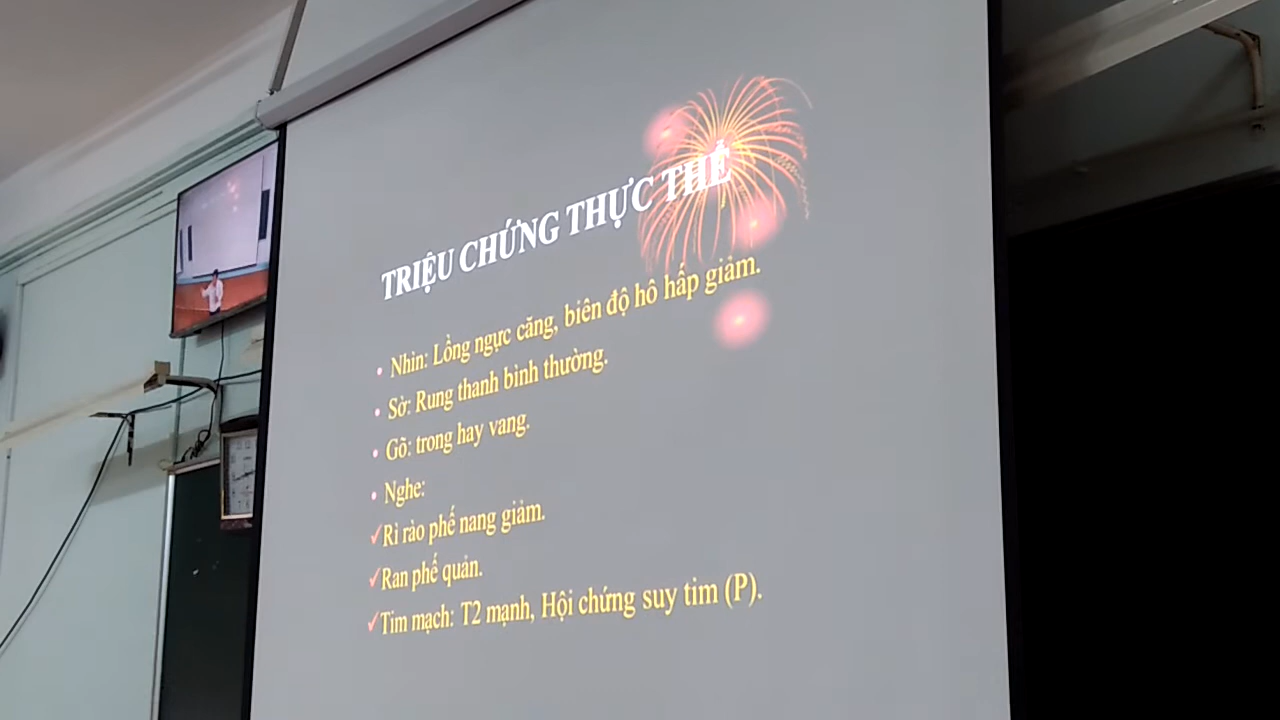 TRIỆU CHỨNG THỰC THỂ
• Nhìn: Lồng ngực căng, biên độ hô hấp giảm.
• Sờ: Rung thanh bình thường.
• Gõ: trong hay vang.
• Nghe:
✓Rì rào phế nang giảm.
✓Ran phế quản.
✓Tim mạch: T2 mạnh, Hội chứng suy tim (P).